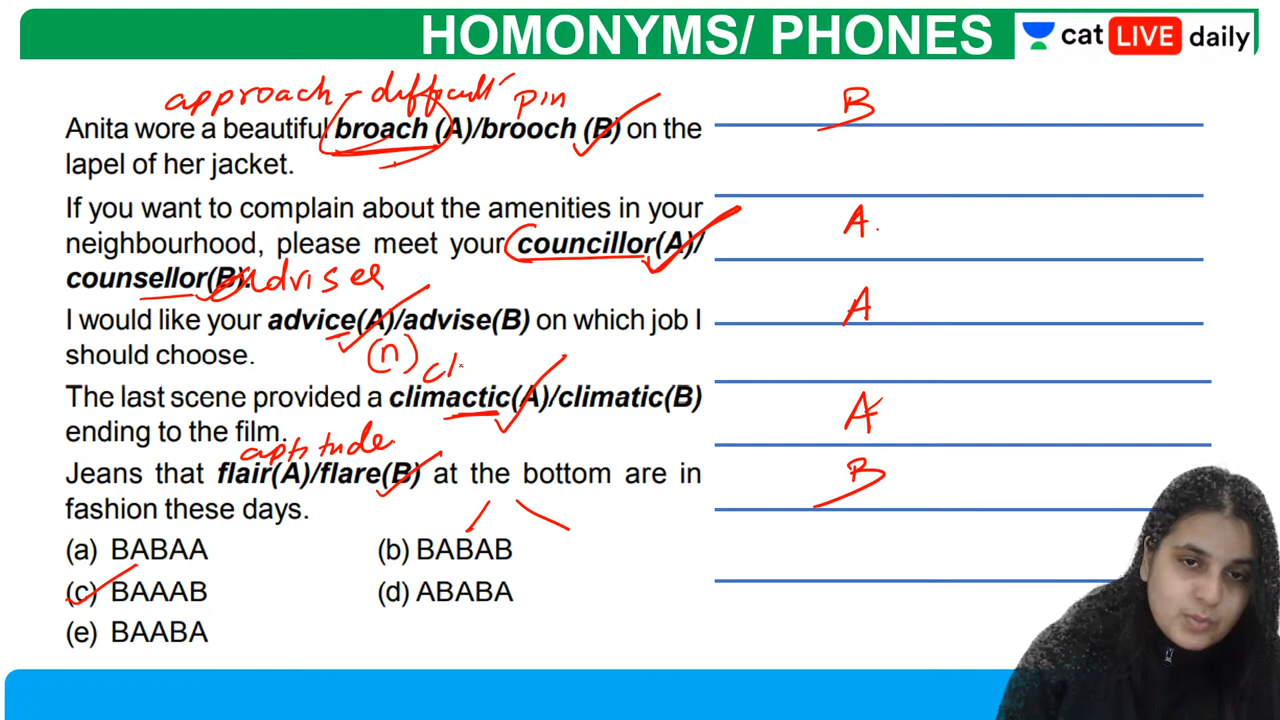 HOMONYMS/ PHONES
cat LIVE daily
approach - difficult pin
B
Anita wore a beautiful broach (A)/brooch (B) on the
lapel of her jacket.
If you want to complain about the amenities in your
A.
neighbourhood, please meet your councillor(A)/
counsellor(B). adviser
A
I would like your advice(A)/advise(B) on which job I
should choose.
(n) cl
The last scene provided a climactic(A)/climatic(B)
A
ending to the film.
aptitude
Jeans that flair(A)/flare(B) at the bottom are in
B
fashion these days.
(a) BABAA
(b) BABAB
(c) BAAAB
(d) ABABA
(e) BAABA